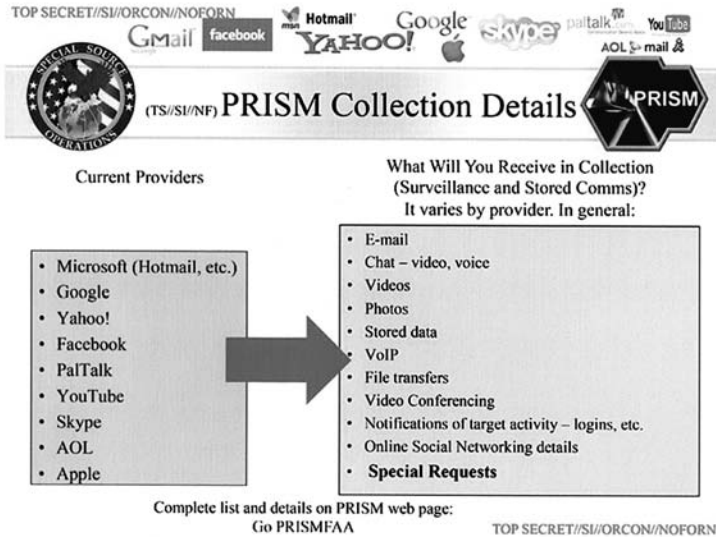 TOP SECRET//SI//ORCON//NOFORN
GMail facebook msn Hotmail Google YAHOO! skype paltalk.com YouTube
AOL mail
SPECIAL SOURCE OPERATIONS
(TS//SI//NF) PRISM Collection Details
PRISM
Current Providers
Microsoft (Hotmail, etc.)
Google
Yahoo!
Facebook
PalTalk
YouTube
Skype
AOL
Apple
What Will You Receive in Collection
(Surveillance and Stored Comms)?
It varies by provider. In general:
E-mail
Chat – video, voice
Videos
Photos
Stored data
VoIP
File transfers
Video Conferencing
Notifications of target activity – logins, etc.
Online Social Networking details
Special Requests
Complete list and details on PRISM web page:
Go PRISMFAA
TOP SECRET//SI//ORCON//NOFORN